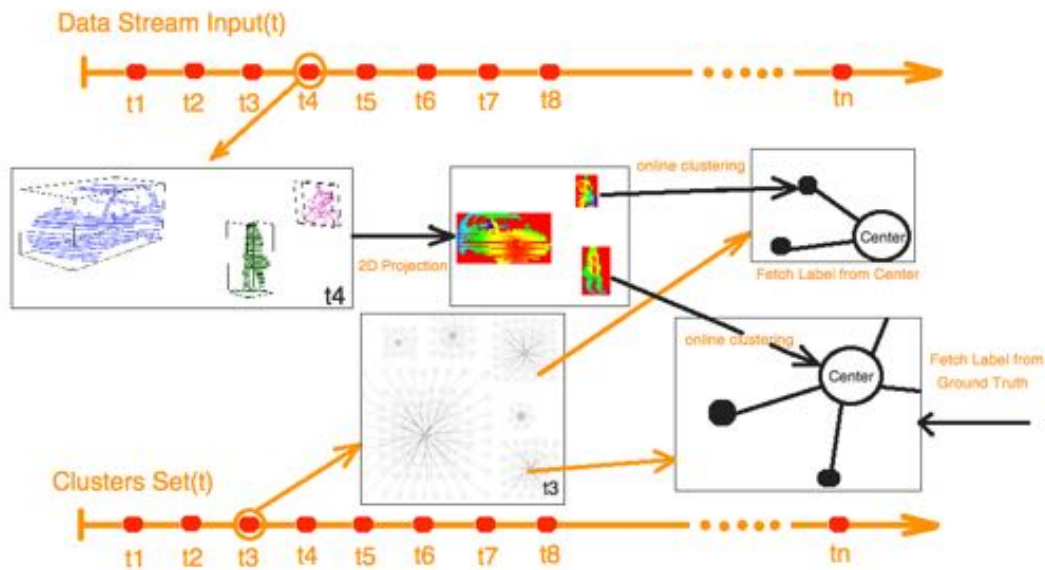 Data Stream Input(t)
t1 t2 t3 t4 t5 t6 t7 t8 tn
online clustering
Center
2D Projection
t4
Fetch Label from Center
online clustering
Center
Fetch Label from
Ground Truth
t3
Clusters Set(t)
t1 t2 t3 t4 t5 t6 t7 t8 tn